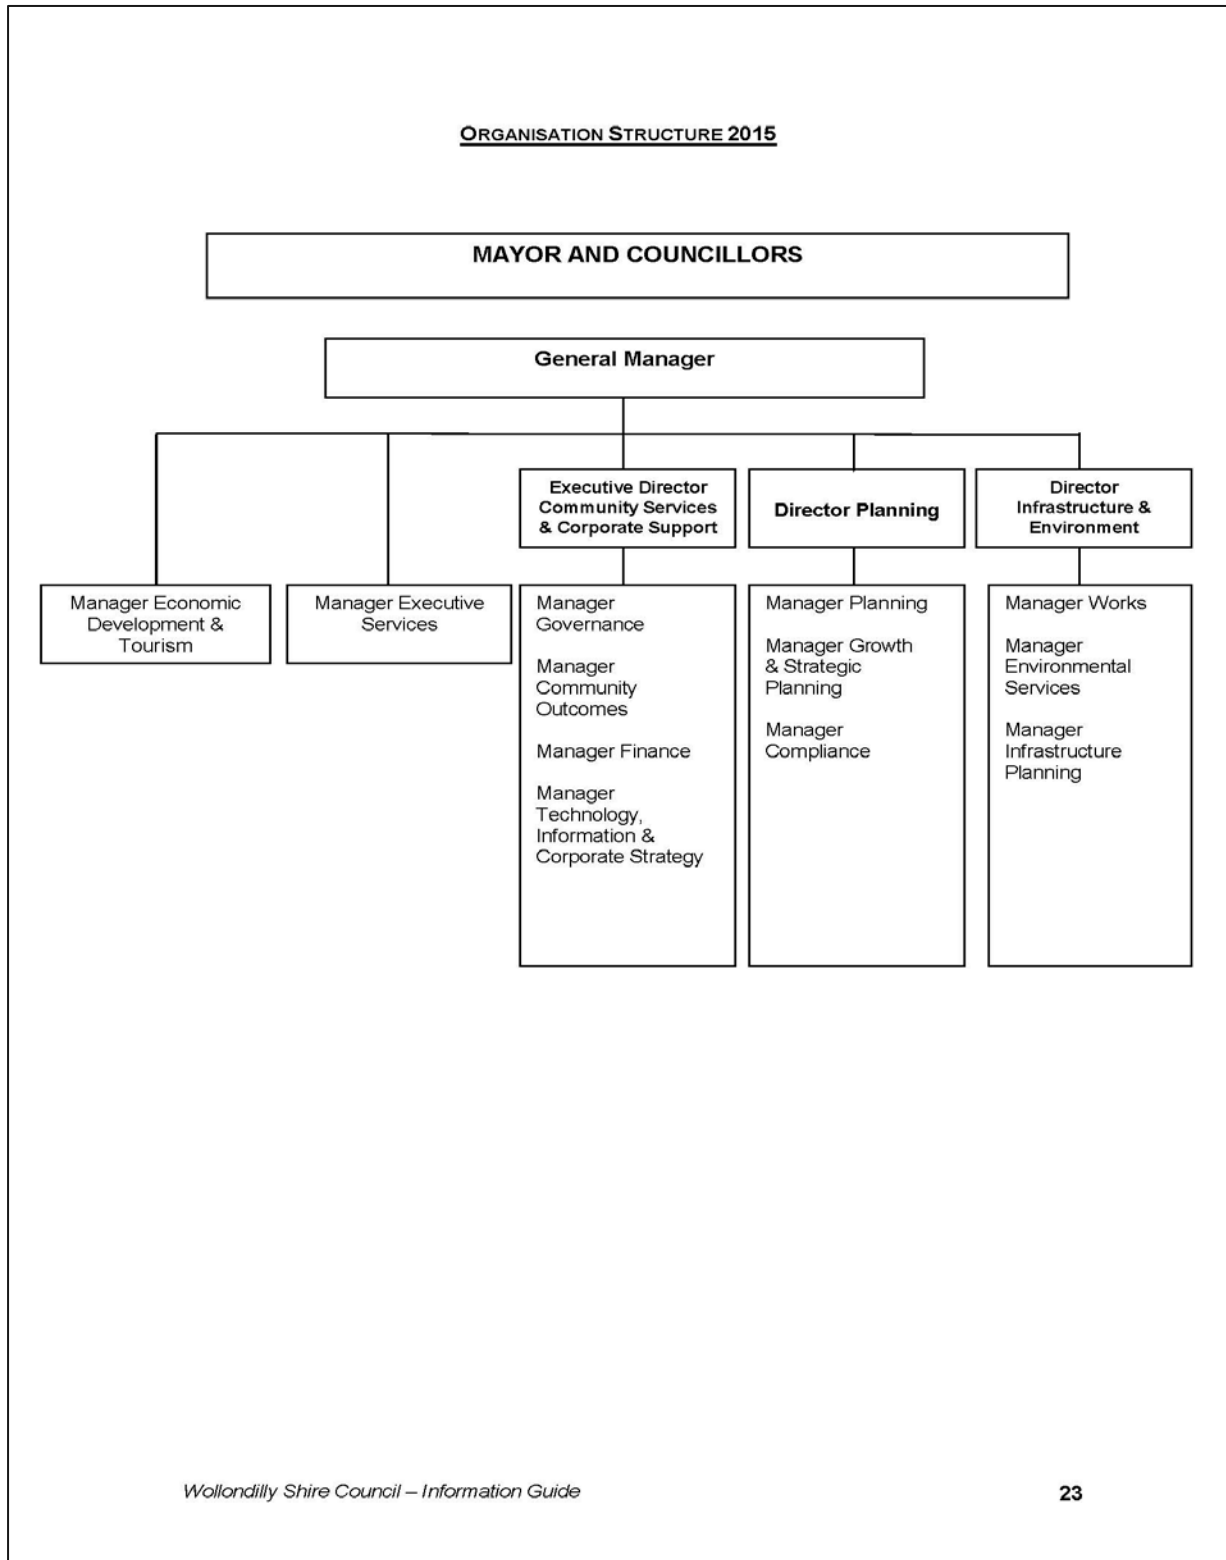 ORGANISATION STRUCTURE 2015
MAYOR AND COUNCILLORS
General Manager
Executive Director
Community Services
& Corporate Support
Director Planning
Director
Infrastructure &
Environment
Manager Economic
Development &
Tourism
Manager Executive
Services
Manager
Governance
Manager
Community
Outcomes
Manager Finance
Manager
Technology,
Information &
Corporate Strategy
Manager Planning
Manager Growth
& Strategic
Planning
Manager
Compliance
Manager Works
Manager
Environmental
Services
Manager
Infrastructure
Planning
Wollondilly Shire Council – Information Guide
23